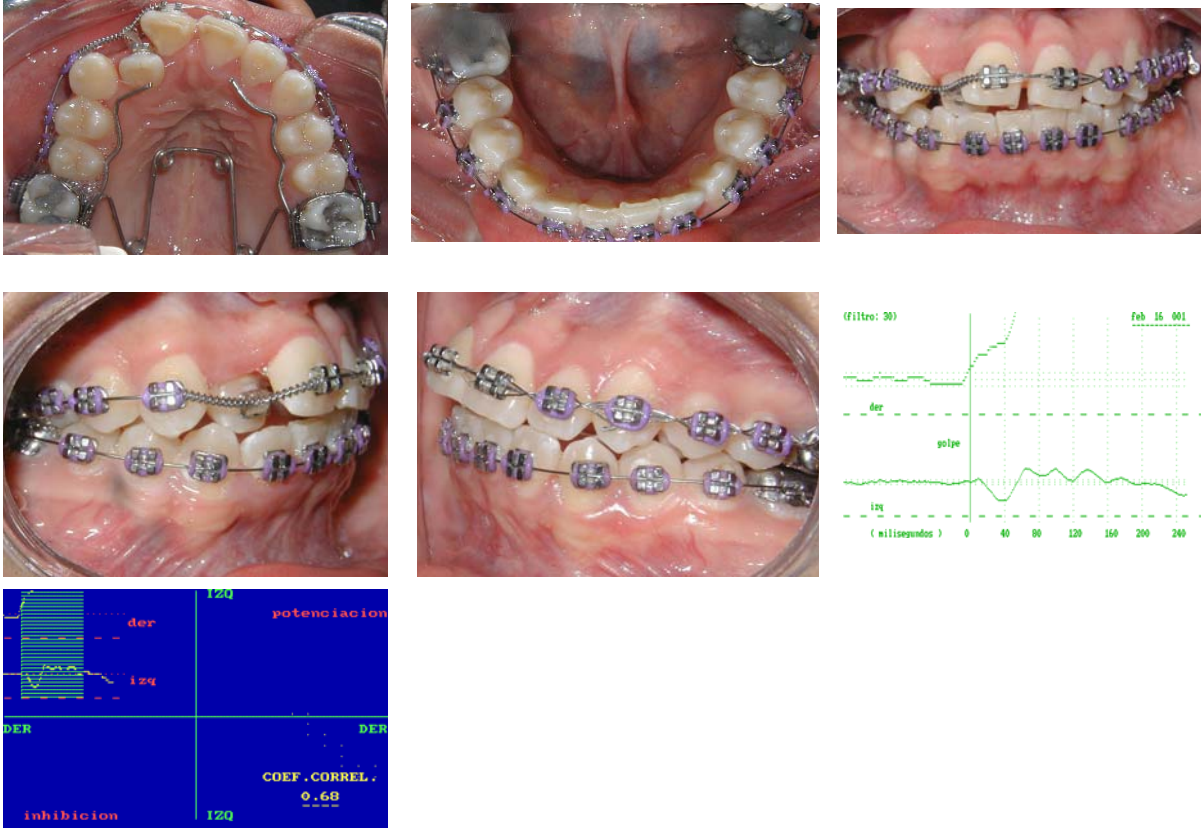 (filtro: 30)
feb 16 001
der
golpe
izq
( milisegundos )
0
40
80
120
160
200
240
IZQ
potenciacion
der
izq
DER
DER
COEF.CORREL.
0.68
inhibicion
IZQ